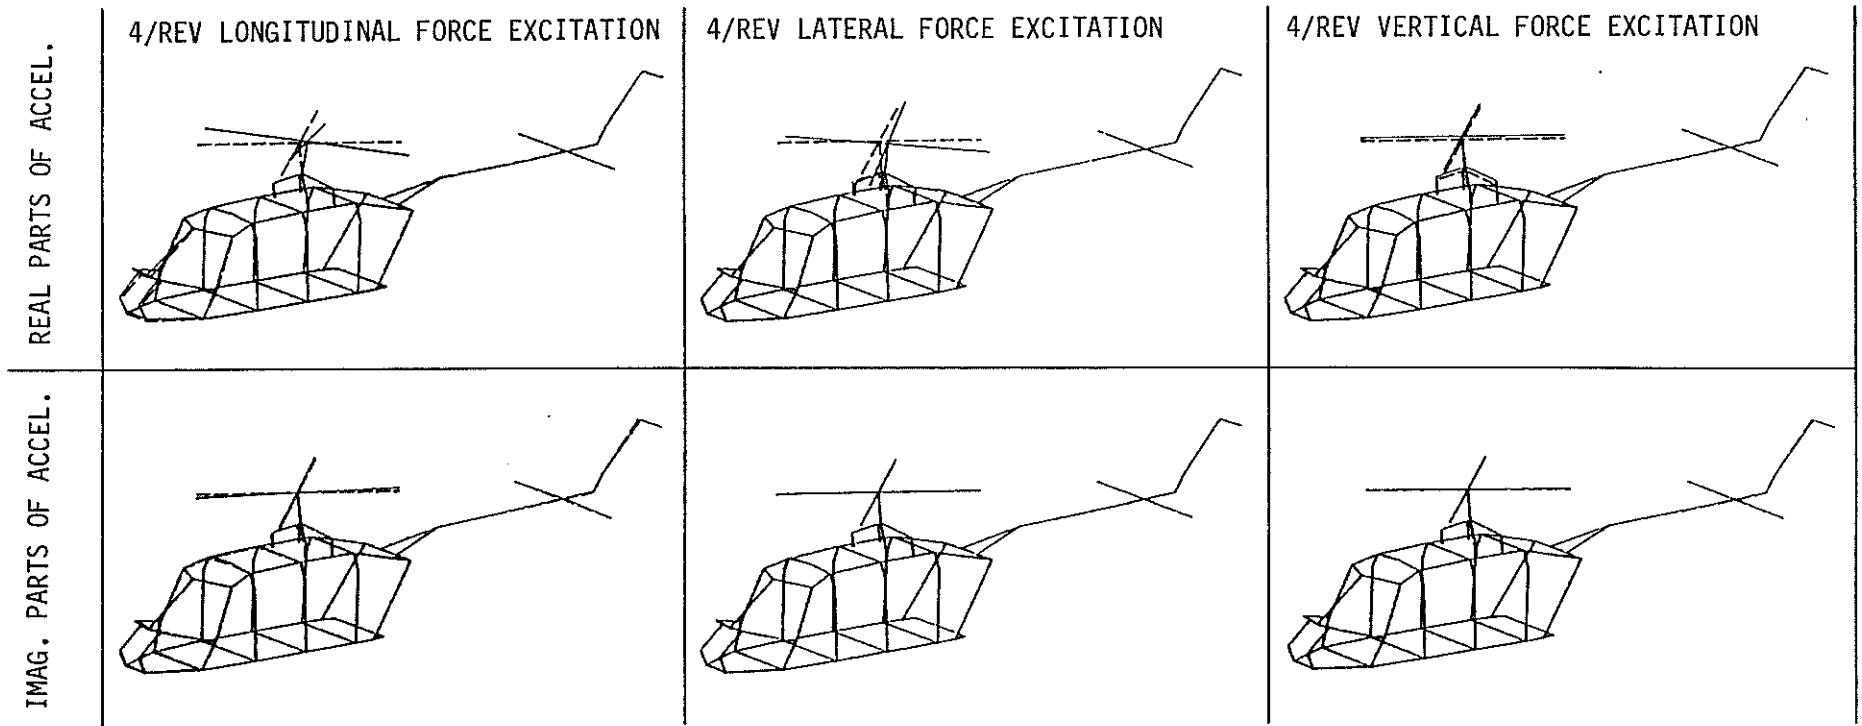 4/REV LONGITUDINAL FORCE EXCITATION
4/REV LATERAL FORCE EXCITATION
4/REV VERTICAL FORCE EXCITATION
REAL PARTS OF ACCEL.
IMAG. PARTS OF ACCEL.